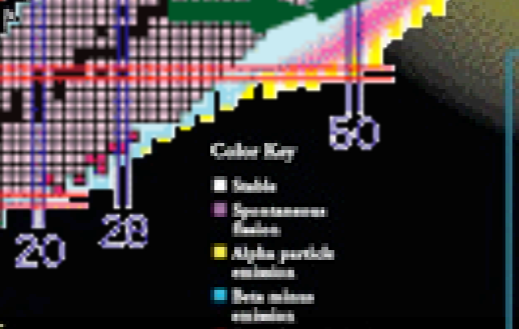 50
28
20
Color Key
Stable
Spontaneous
fission
Alpha particle
emission
Beta minus
emission